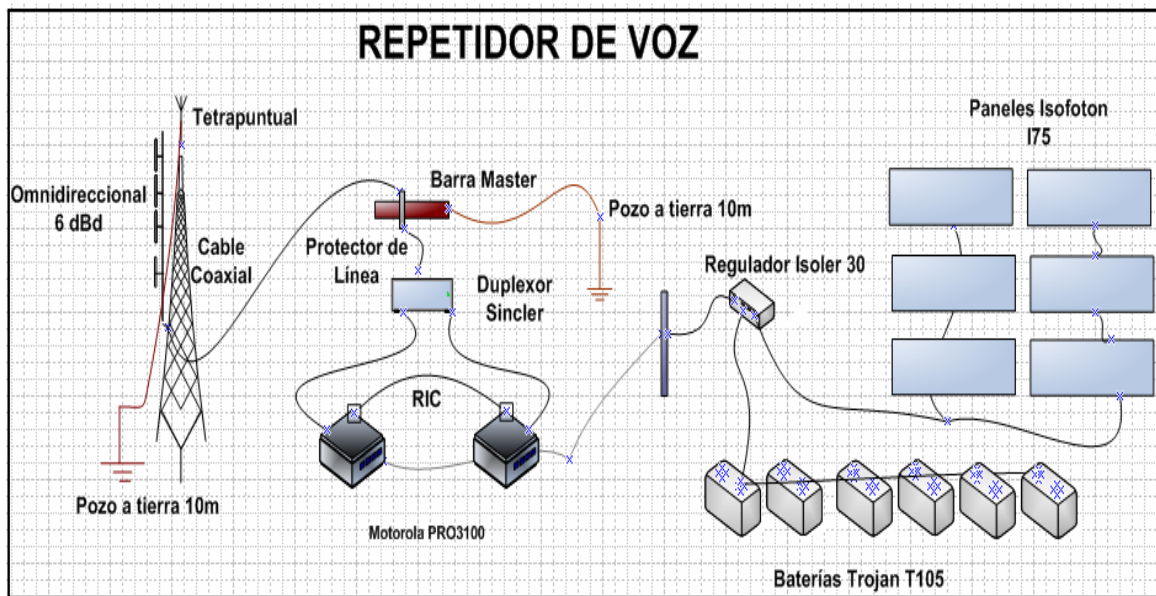 REPETIDOR DE VOZ
Tetrapuntual
Omnidireccional
6 dBd
Cable
Coaxial
Pozo a tierra 10m
Barra Master
Protector de
Línea
Duplexor
Sincler
Pozo a tierra 10m
RIC
Motorola PRO3100
Regulador Isoler 30
Paneles Isofoton
I75
Baterías Trojan T105